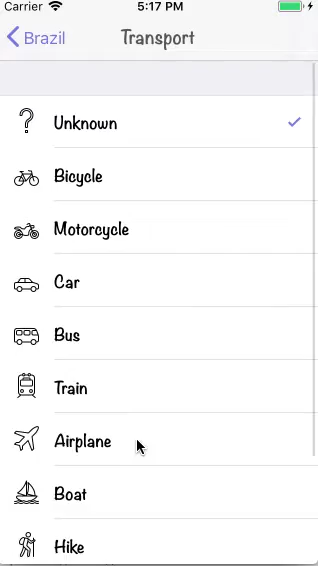 Carrier 5:17 PM
Brazil Transport
Unknown
Bicycle
Motorcycle
Car
Bus
Train
Airplane
Boat
Hike